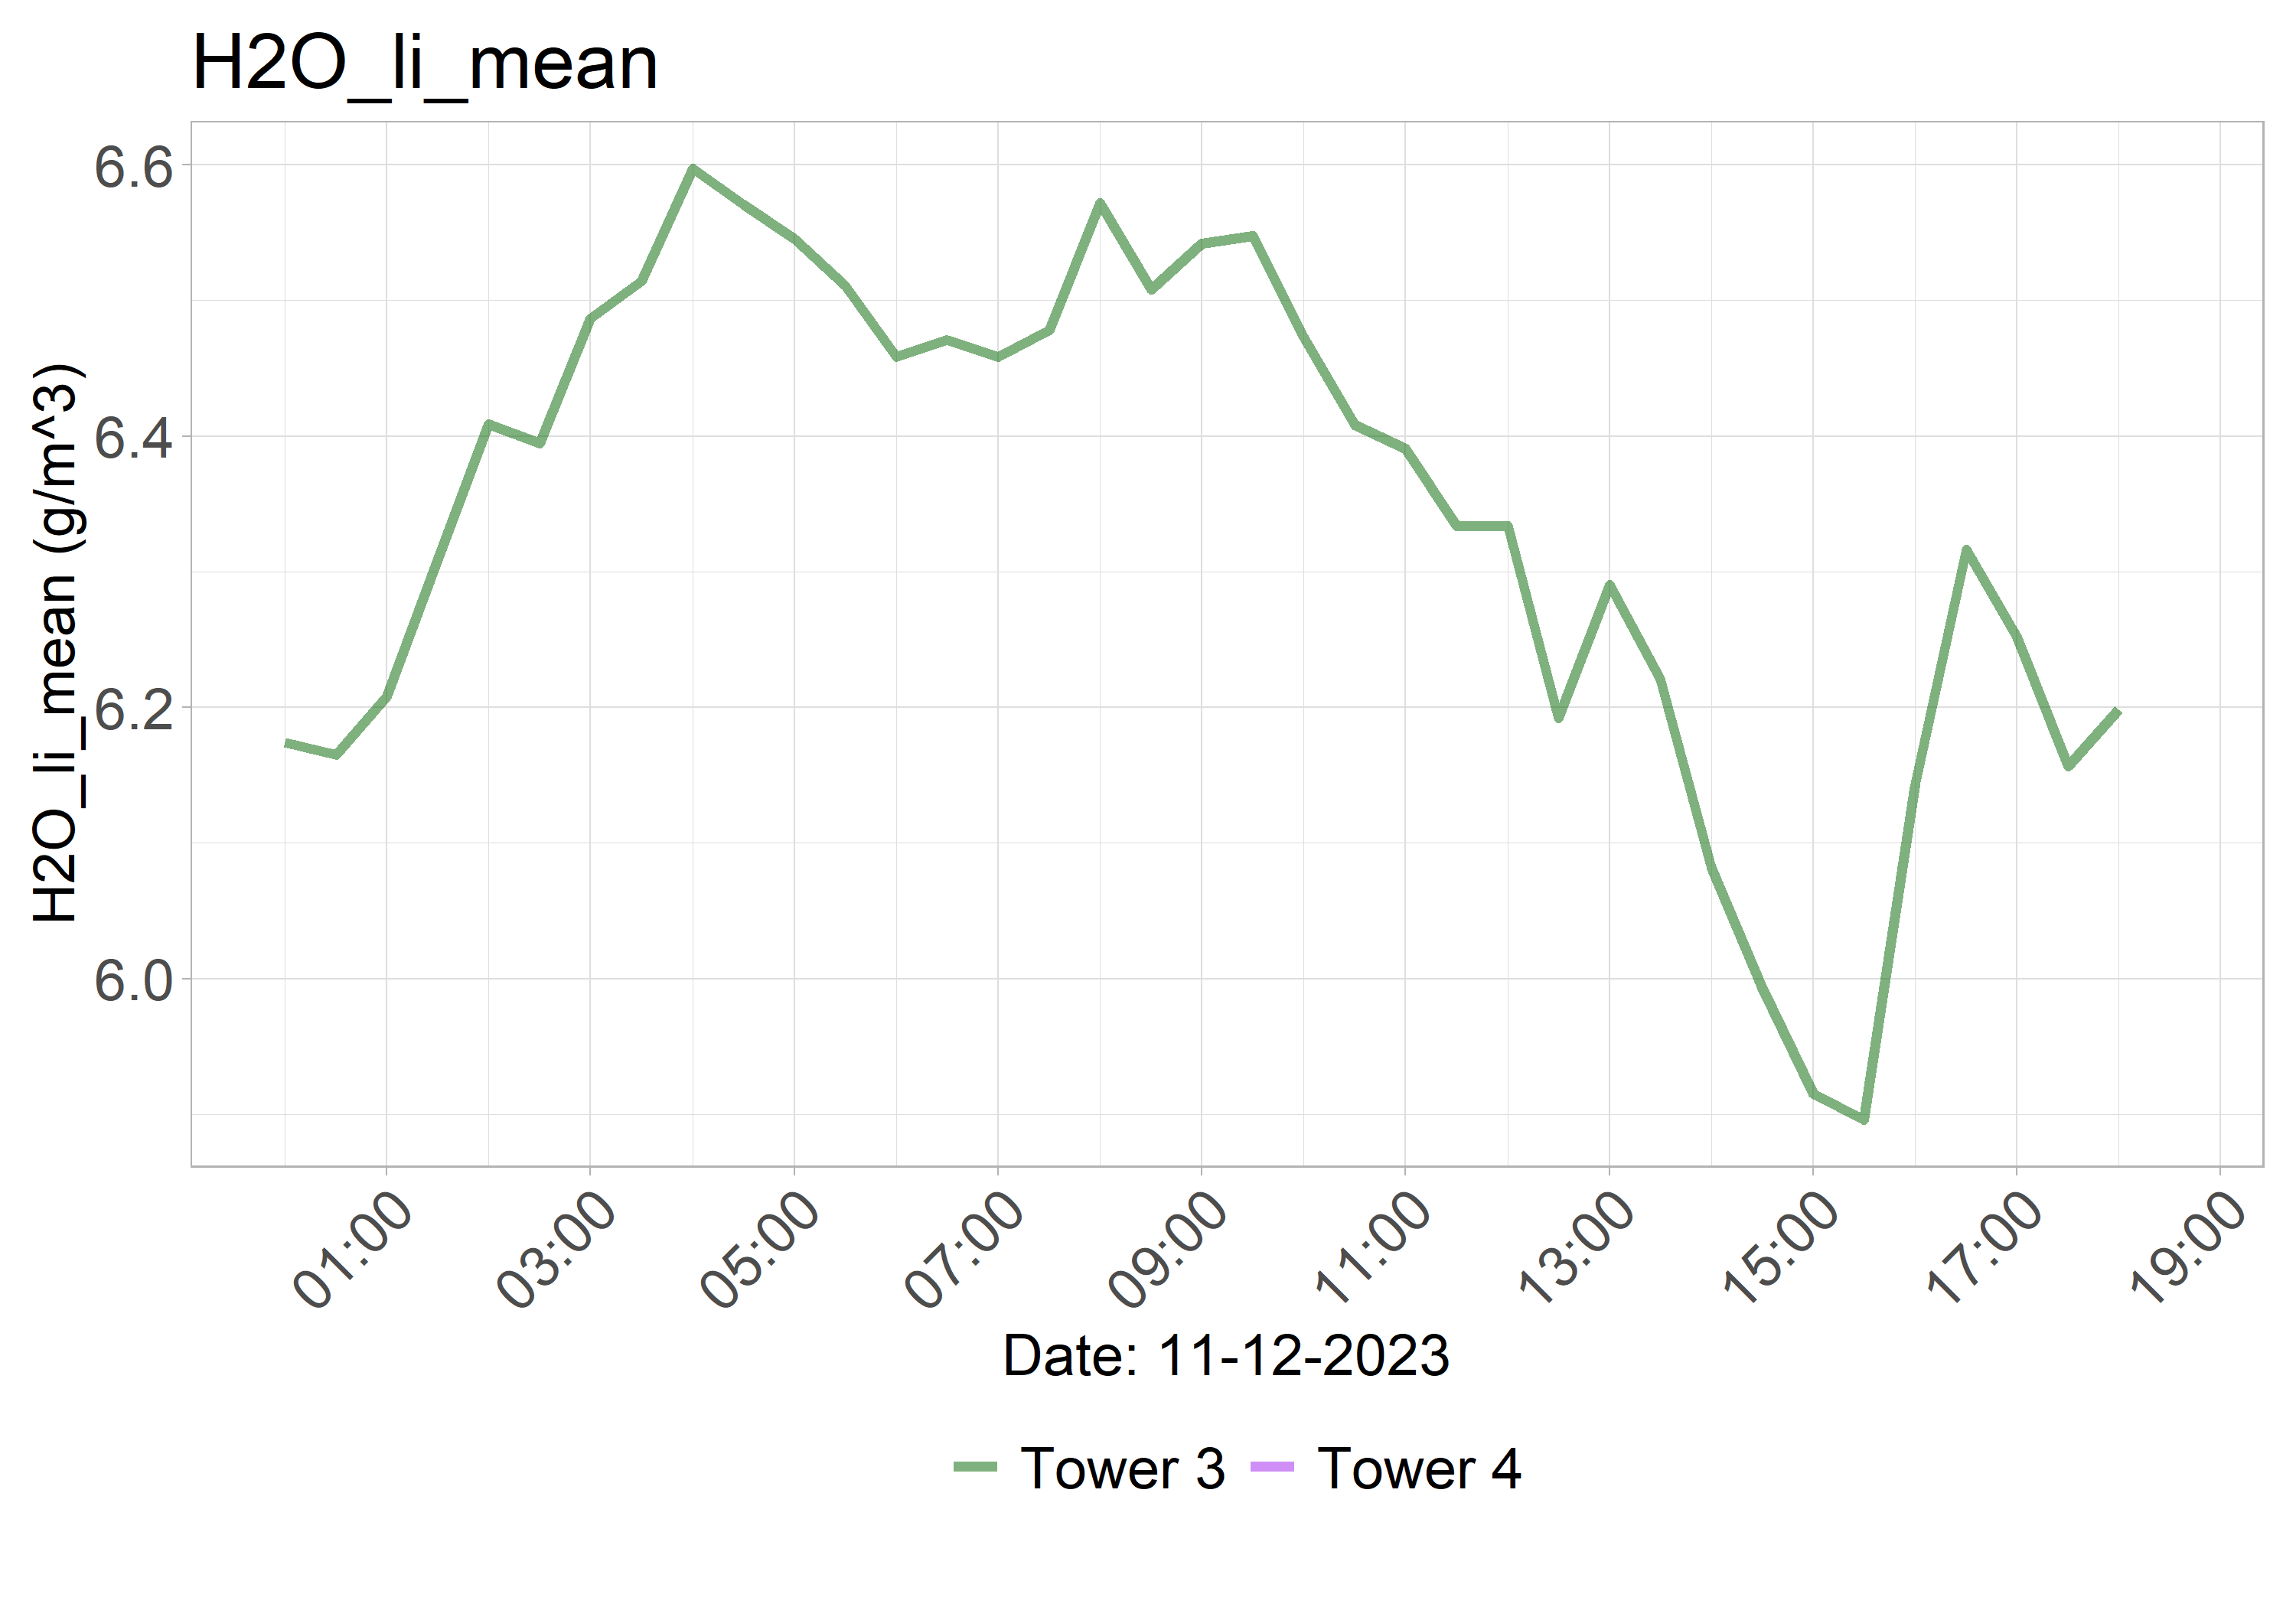 H2O_li_mean
H2O_li_mean (g/m^3)
6.6
6.4
6.2
6.0
01:00 03:00 05:00 07:00 09:00 11:00 13:00 15:00 17:00 19:00
Date: 11-12-2023
Tower 3 Tower 4